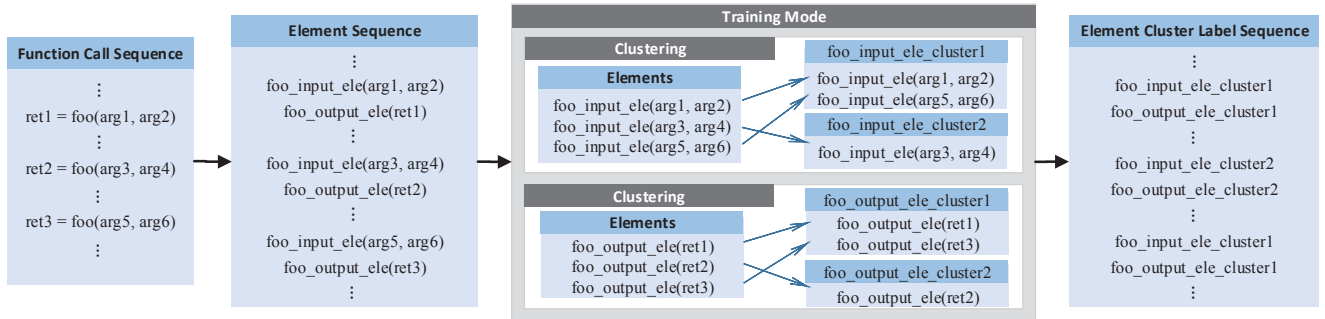 Function Call Sequence
⋮
ret1 = foo(arg1, arg2)
⋮
ret2 = foo(arg3, arg4)
⋮
ret3 = foo(arg5, arg6)
⋮
Element Sequence
⋮
foo_input_ele(arg1, arg2)
foo_output_ele(ret1)
⋮
foo_input_ele(arg3, arg4)
foo_output_ele(ret2)
⋮
foo_input_ele(arg5, arg6)
foo_output_ele(ret3)
⋮
Training Mode
Clustering
Elements
foo_input_ele(arg1, arg2)
foo_input_ele(arg3, arg4)
foo_input_ele(arg5, arg6)
foo_input_ele_cluster1
foo_input_ele(arg1, arg2)
foo_input_ele(arg5, arg6)
foo_input_ele_cluster2
foo_input_ele(arg3, arg4)
Clustering
Elements
foo_output_ele(ret1)
foo_output_ele(ret2)
foo_output_ele(ret3)
foo_output_ele_cluster1
foo_output_ele(ret1)
foo_output_ele(ret3)
foo_output_ele_cluster2
foo_output_ele(ret2)
Element Cluster Label Sequence
⋮
foo_input_ele_cluster1
foo_output_ele_cluster1
⋮
foo_input_ele_cluster2
foo_output_ele_cluster2
⋮
foo_input_ele_cluster1
foo_output_ele_cluster1
⋮